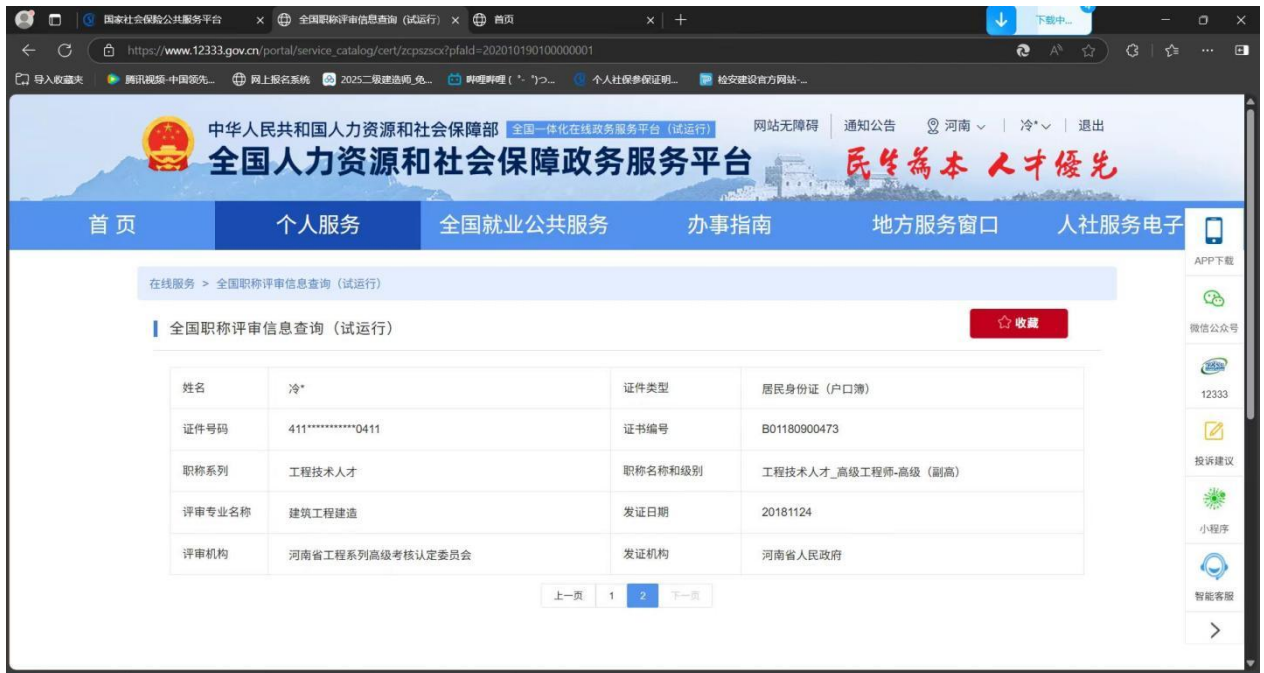 国家社会保险公共服务平台
全国职称评审信息查询（试运行）
首页
下载中...
https://www.12333.gov.cn/portal/service_catalog/cert/zcpszscx?pfaId=202010190100000001
导入收藏夹 腾讯视频-中国领先... 网上报名系统 2025二级建造师_免... 哔哩哔哩 ( ゜- ゜)つ... 个人社保参保证明... 检安建设官方网站-...
中华人民共和国人力资源和社会保障部 全国一体化在线政务服务平台（试运行） 网站无障碍 通知公告 河南 冷* 退出
全国人力资源和社会保障政务服务平台 民生為本 人才優先
首页 个人服务 全国就业公共服务 办事指南 地方服务窗口 人社服务电子
在线服务 > 全国职称评审信息查询（试运行）
全国职称评审信息查询（试运行） 收藏
姓名 冷* 证件类型 居民身份证（户口簿）
证件号码 411***********0411 证书编号 B01180900473
职称系列 工程技术人才 职称名称和级别 工程技术人才_高级工程师-高级（副高）
评审专业名称 建筑工程建造 发证日期 20181124
评审机构 河南省工程系列高级考核认定委员会 发证机构 河南省人民政府
上一页 1 2 下一页
APP下载
微信公众号
12333
投诉建议
小程序
智能客服